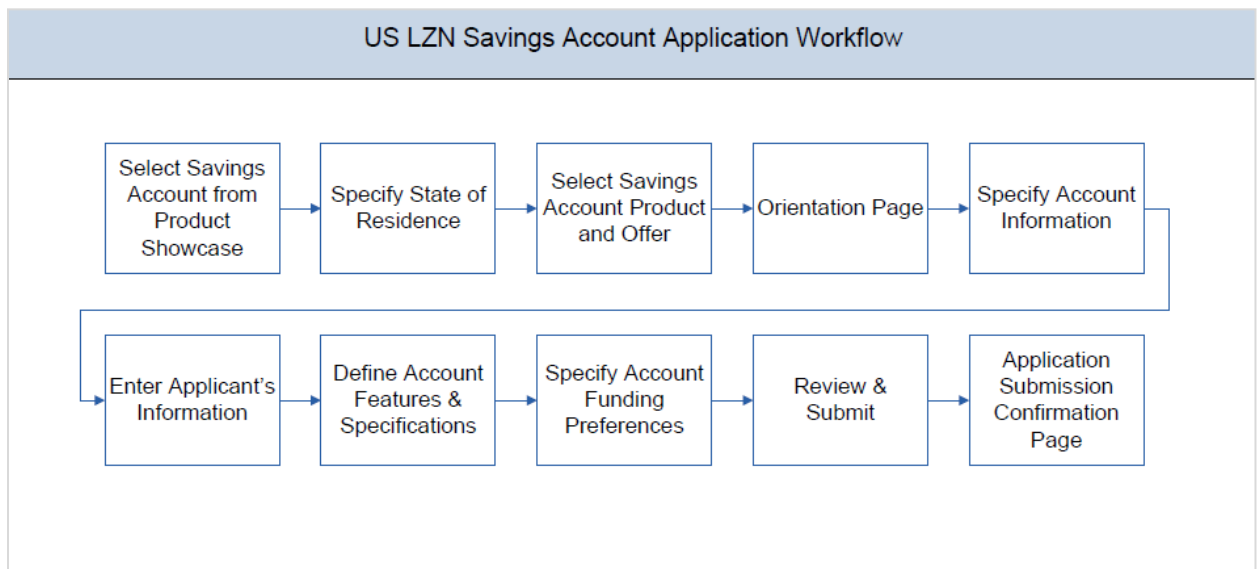 US LZN Savings Account Application Workflow
Select Savings
Account from
Product
Showcase
Specify State of
Residence
Select Savings
Account Product
and Offer
Orientation Page
Specify Account
Information
Enter Applicant's
Information
Define Account
Features &
Specifications
Specify Account
Funding
Preferences
Review &
Submit
Application
Submission
Confirmation
Page